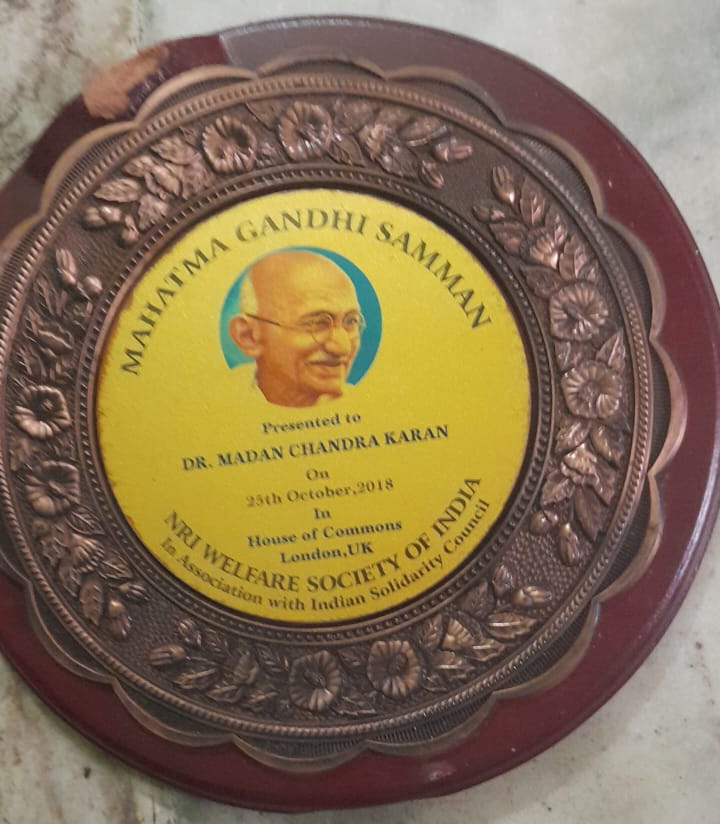 MAHATMA GANDHI SAMMAN
Presented to
DR. MADAN CHANDRA KARAN
On
25th October,2018
In
House of Commons
London,UK
NRI WELFARE SOCIETY OF INDIA
In Association with Indian Solidarity Council